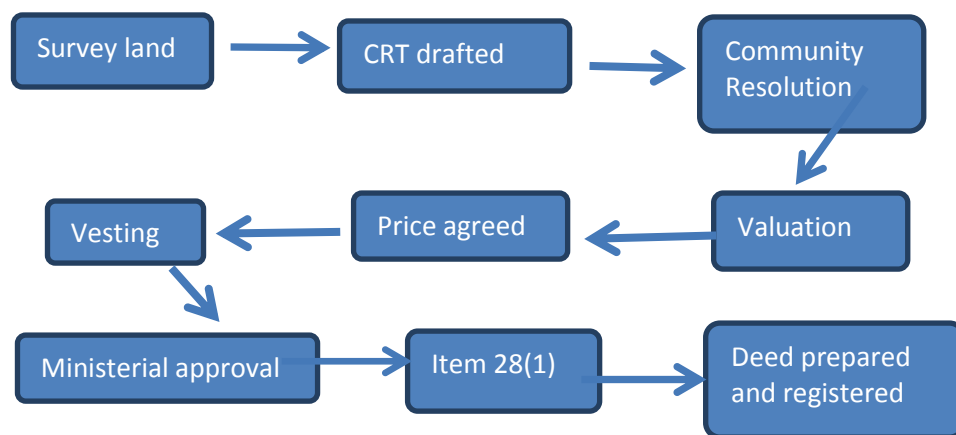 Survey land
CRT drafted
Community
Resolution
Valuation
Price agreed
Vesting
Ministerial approval
Item 28(1)
Deed prepared
and registered